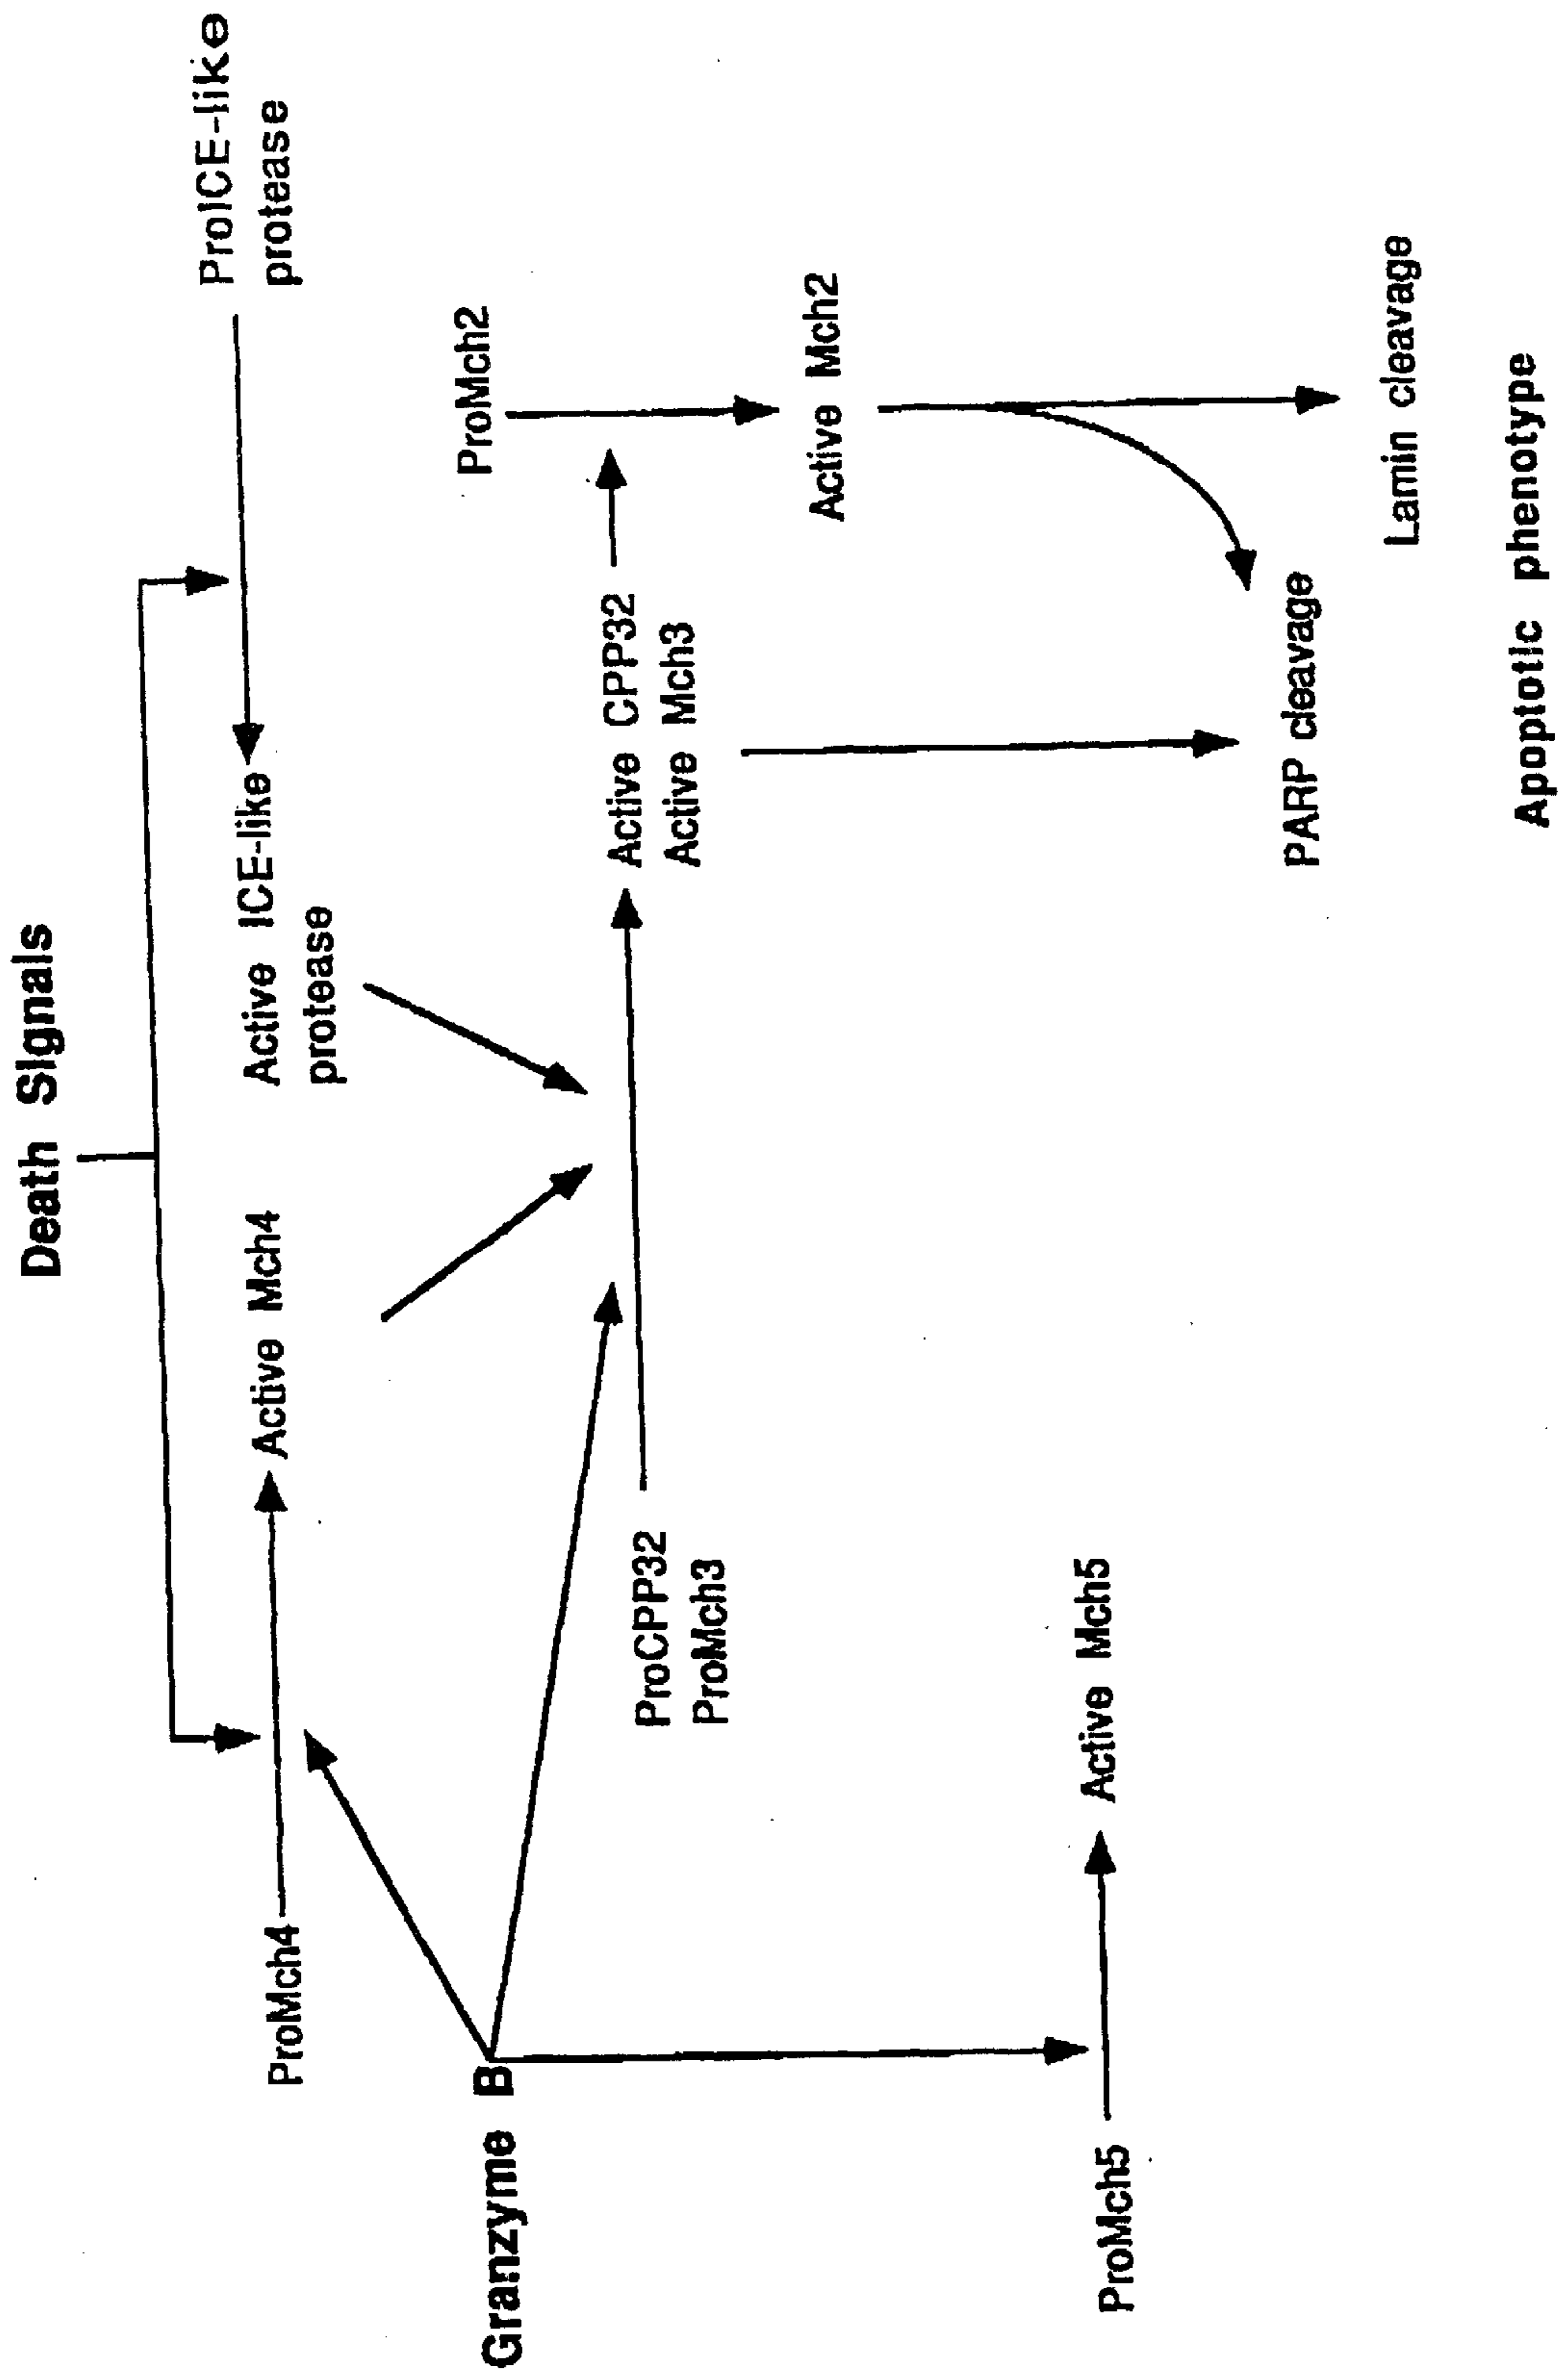 Death Signals
ProMch4
Active Mch4
Active ICE-like
protease
ProICE-like
protease
Granzyme B
ProCPP32
ProMch3
Active CPP32
Active Mch3
ProMch2
Active Mch2
ProMch5
Active Mch5
PARP cleavage
Lamin cleavage
Apoptotic phenotype